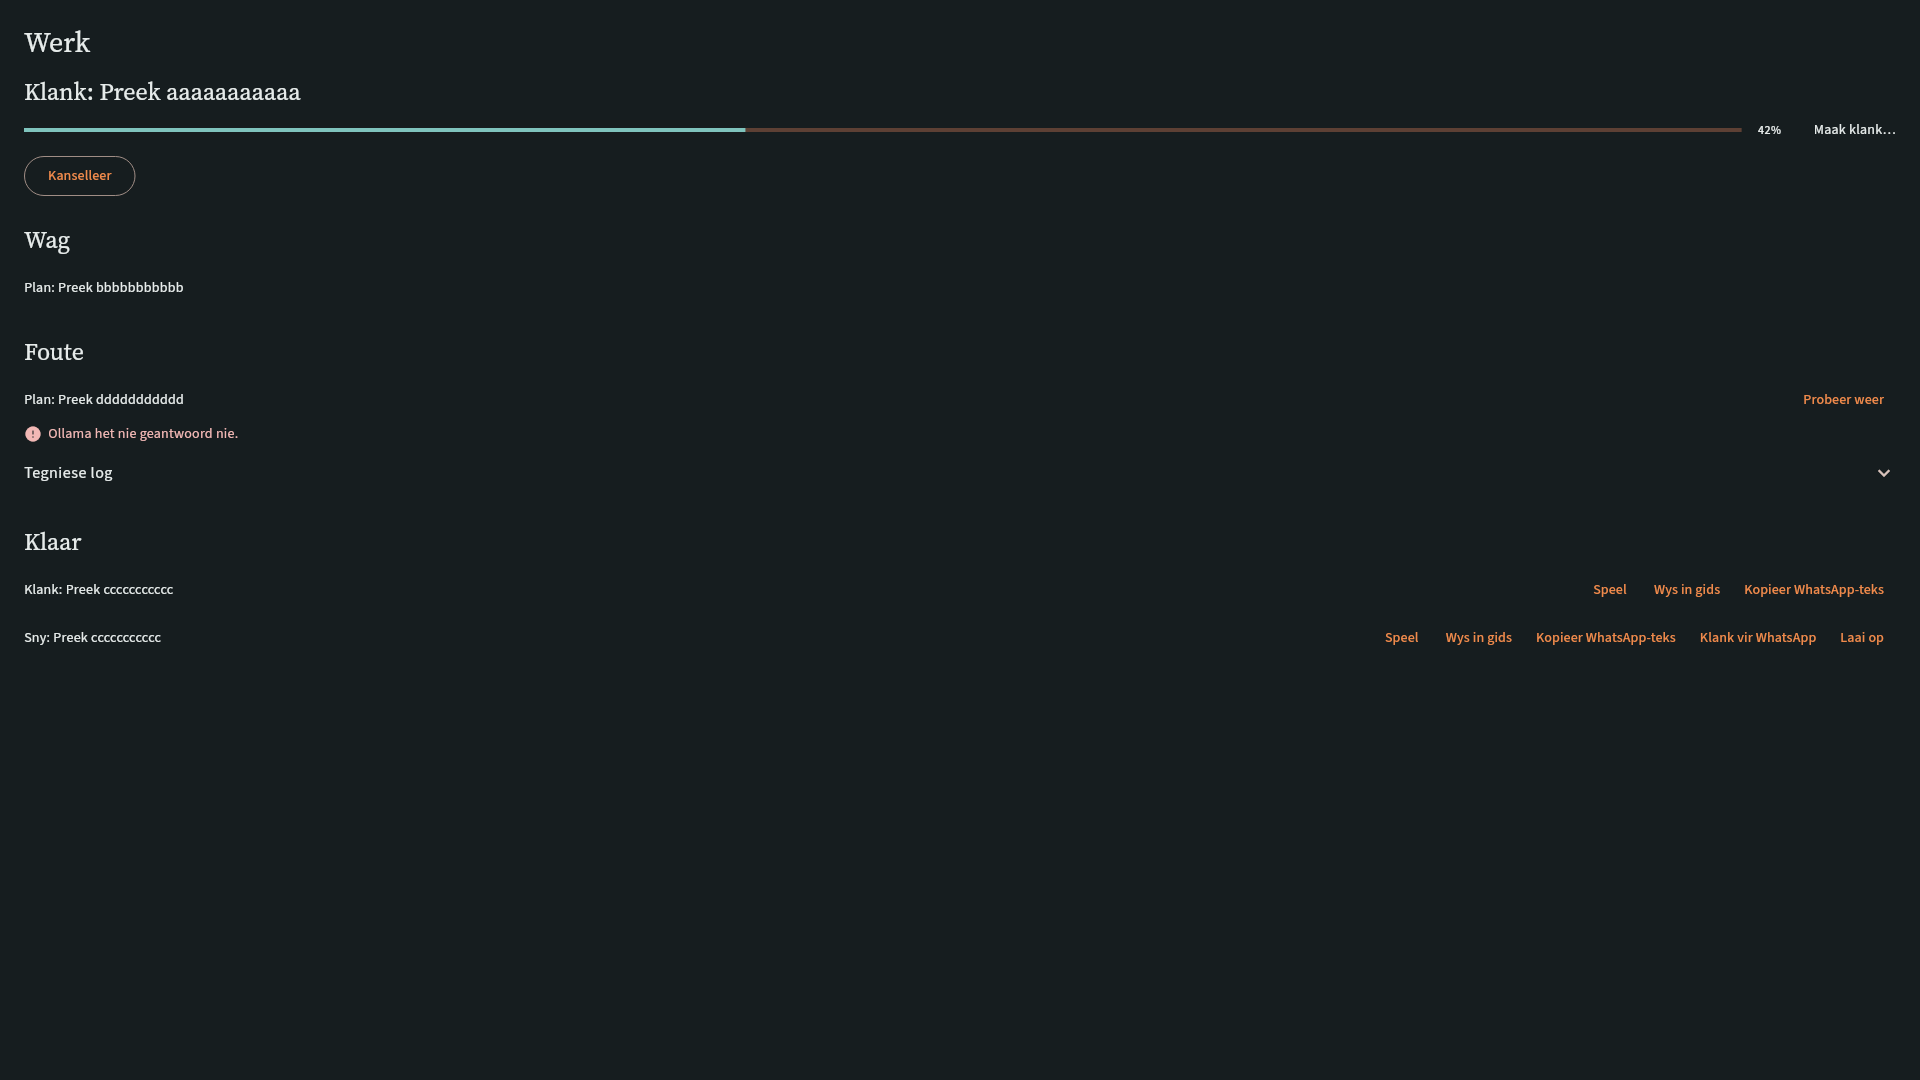 Werk
Klank: Preek aaaaaaaaaaa
42% Maak klank…
Kanselleer
Wag
Plan: Preek bbbbbbbbbbb
Foute
Plan: Preek ddddddddddd Probeer weer
Ollama het nie geantwoord nie.
Tegniese log
Klaar
Klank: Preek ccccccccccc Speel Wys in gids Kopieer WhatsApp-teks
Sny: Preek ccccccccccc Speel Wys in gids Kopieer WhatsApp-teks Klank vir WhatsApp Laai op